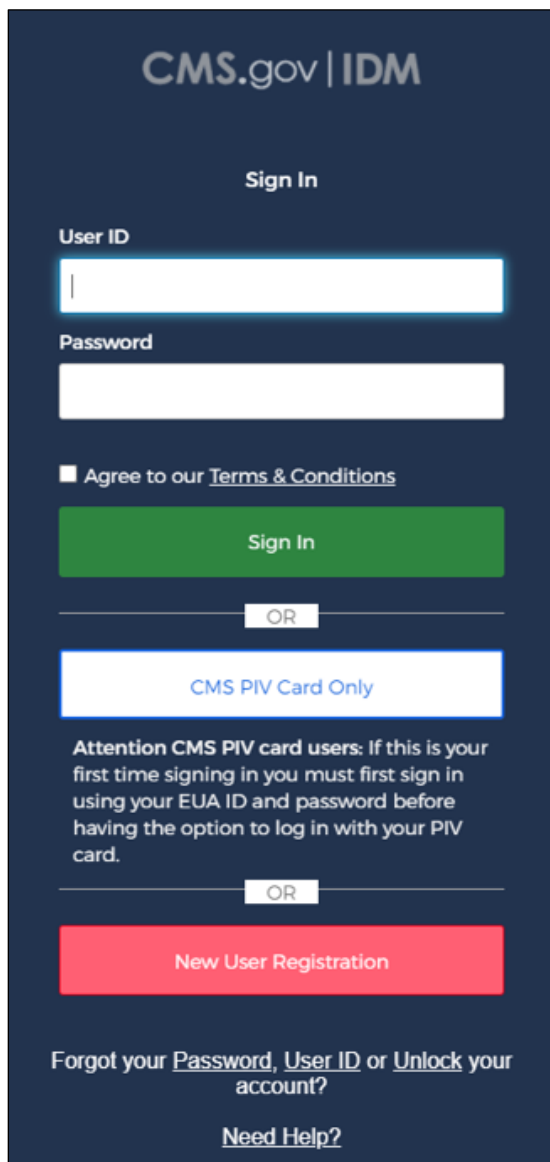 CMS.gov|IDM
Sign In
User ID
Password
Agree to our Terms & Conditions
Sign In
OR
CMS PIV Card Only
Attention CMS PIV card users: If this is your
first time signing in you must first sign in
using your EUA ID and password before
having the option to log in with your PIV
card.
OR
New User Registration
Forgot your Password, User ID or Unlock your
account?
Need Help?